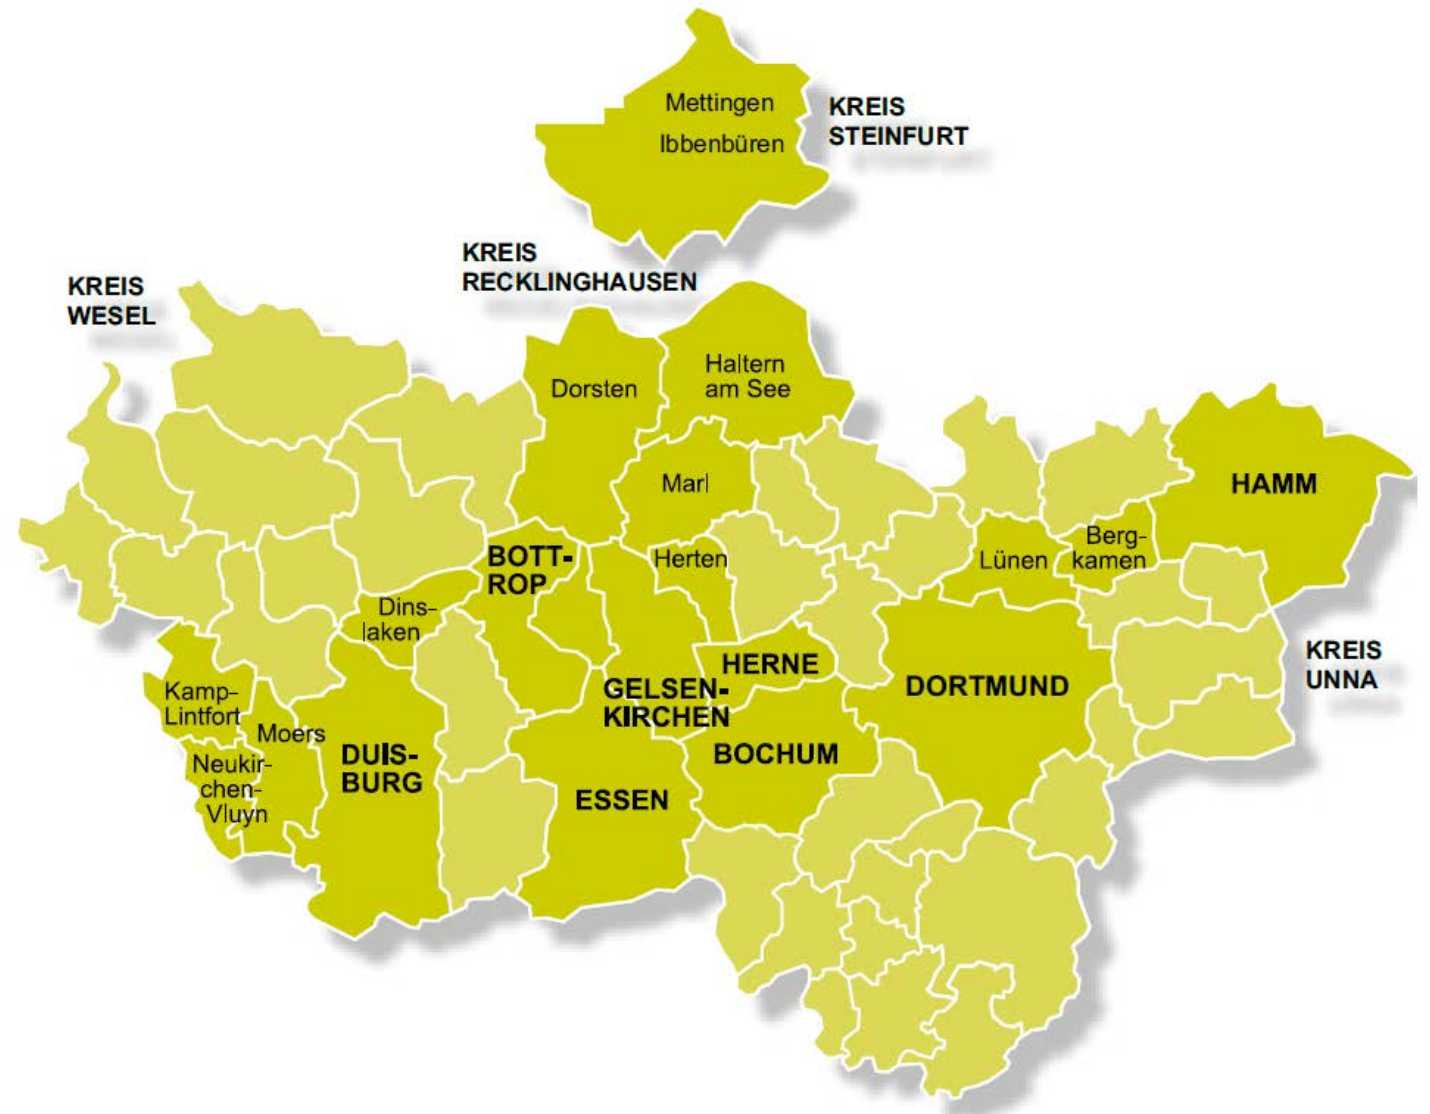 Mettingen
Ibbenbüren
KREIS
STEINFURT
KREIS
RECKLINGHAUSEN
KREIS
WESEL
Haltern
am See
Dorsten
Marl
HAMM
Berg-
kamen
Lünen
Herten
BOTT-
ROP
Dins-
laken
HERNE
KREIS
UNNA
DORTMUND
GELSEN-
KIRCHEN
Kamp-
Lintfort
Moers
DUIS-
BURG
BOCHUM
Neukir-
chen-
Vluyn
ESSEN